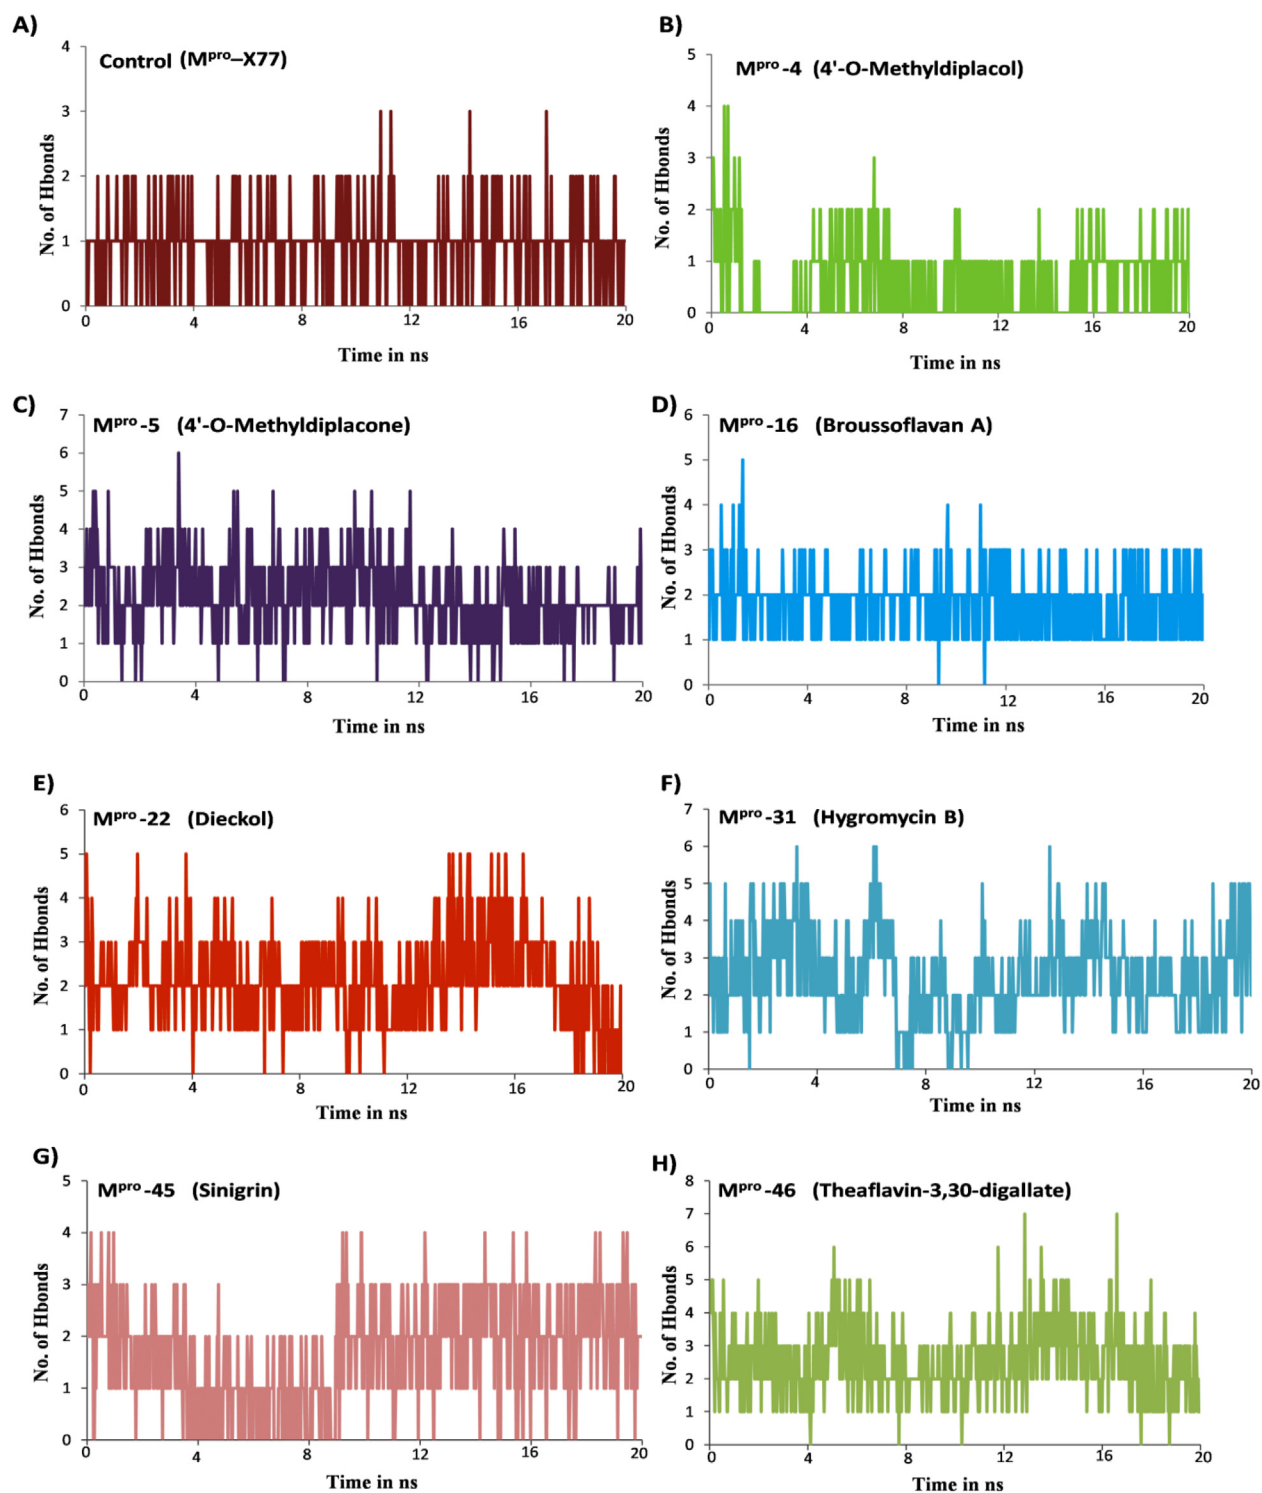 A)
Control (Mᵖʳᵒ–X77)
4
3
2
1
0
No. of Hbonds
0 4 8 12 16 20
Time in ns
B)
Mᵖʳᵒ-4 (4'-O-Methyldiplacol)
5
4
3
2
1
0
No. of Hbonds
0 4 8 12 16 20
Time in ns
C)
Mᵖʳᵒ-5 (4'-O-Methyldiplacone)
7
6
5
4
3
2
1
0
No. of Hbonds
0 4 8 12 16 20
Time in ns
D)
Mᵖʳᵒ-16 (Broussoflavan A)
6
5
4
3
2
1
0
No. of Hbonds
0 4 8 12 16 20
Time in ns
E)
Mᵖʳᵒ-22 (Dieckol)
6
5
4
3
2
1
0
No. of Hbonds
0 4 8 12 16 20
Time in ns
F)
Mᵖʳᵒ-31 (Hygromycin B)
7
6
5
4
3
2
1
0
No. of Hbonds
0 4 8 12 16 20
Time in ns
G)
Mᵖʳᵒ-45 (Sinigrin)
5
4
3
2
1
0
No. of Hbonds
0 4 8 12 16 20
Time in ns
H)
Mᵖʳᵒ-46 (Theaflavin-3,30-digallate)
8
7
6
5
4
3
2
1
0
No. of Hbonds
0 4 8 12 16 20
Time in ns